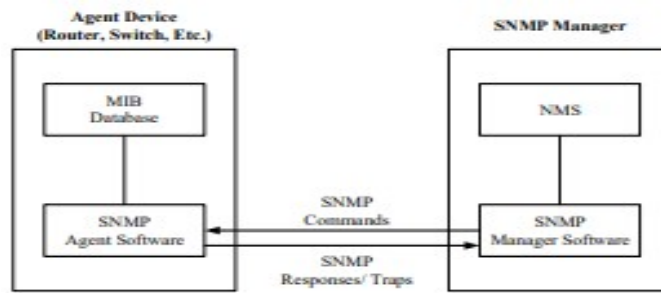 Agent Device
(Router, Switch, Etc.)
SNMP Manager
MIB
Database
NMS
SNMP
Commands
SNMP
Agent Software
SNMP
Manager Software
SNMP
Responses/ Traps